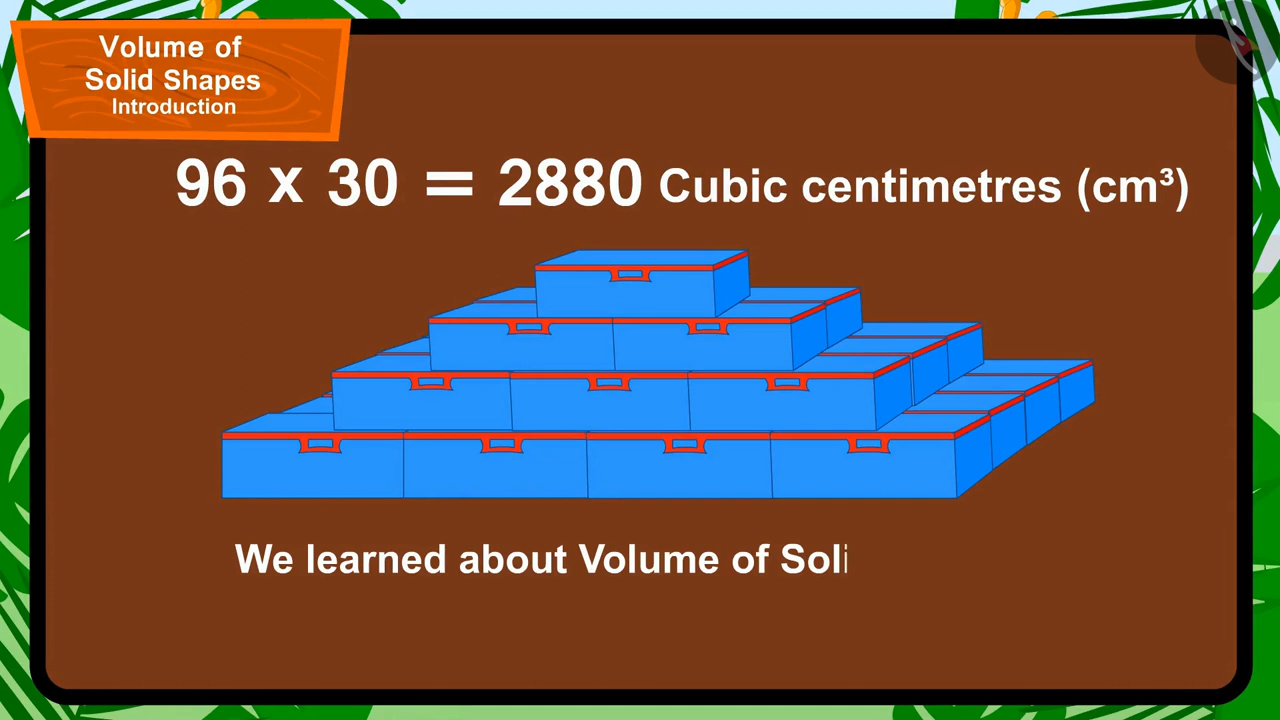 Volume of
Solid Shapes
Introduction
96 x 30 = 2880 Cubic centimetres (cm³)
We learned about Volume of Soli